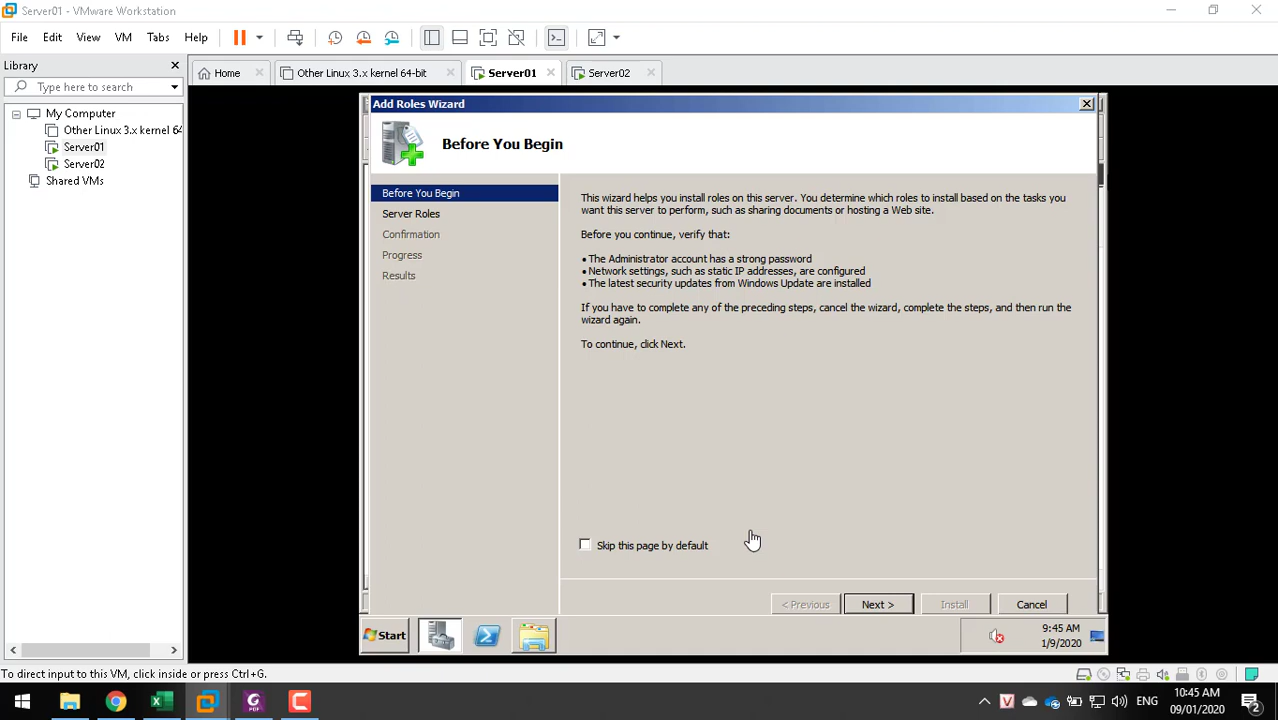 Server01 - VMware Workstation
File Edit View VM Tabs Help
Library
Type here to search
My Computer
Other Linux 3.x kernel 64
Server01
Server02
Shared VMs
Home Other Linux 3.x kernel 64-bit Server01 Server02
Add Roles Wizard
Before You Begin
Before You Begin
Server Roles
Confirmation
Progress
Results
This wizard helps you install roles on this server. You determine which roles to install based on the tasks you
want this server to perform, such as sharing documents or hosting a Web site.
Before you continue, verify that:
• The Administrator account has a strong password
• Network settings, such as static IP addresses, are configured
• The latest security updates from Windows Update are installed
If you have to complete any of the preceding steps, cancel the wizard, complete the steps, and then run the
wizard again.
To continue, click Next.
Skip this page by default
< Previous Next > Install Cancel
Start
9:45 AM
1/9/2020
To direct input to this VM, click inside or press Ctrl+G.
PDF
V
ENG
10:45 AM
09/01/2020
2